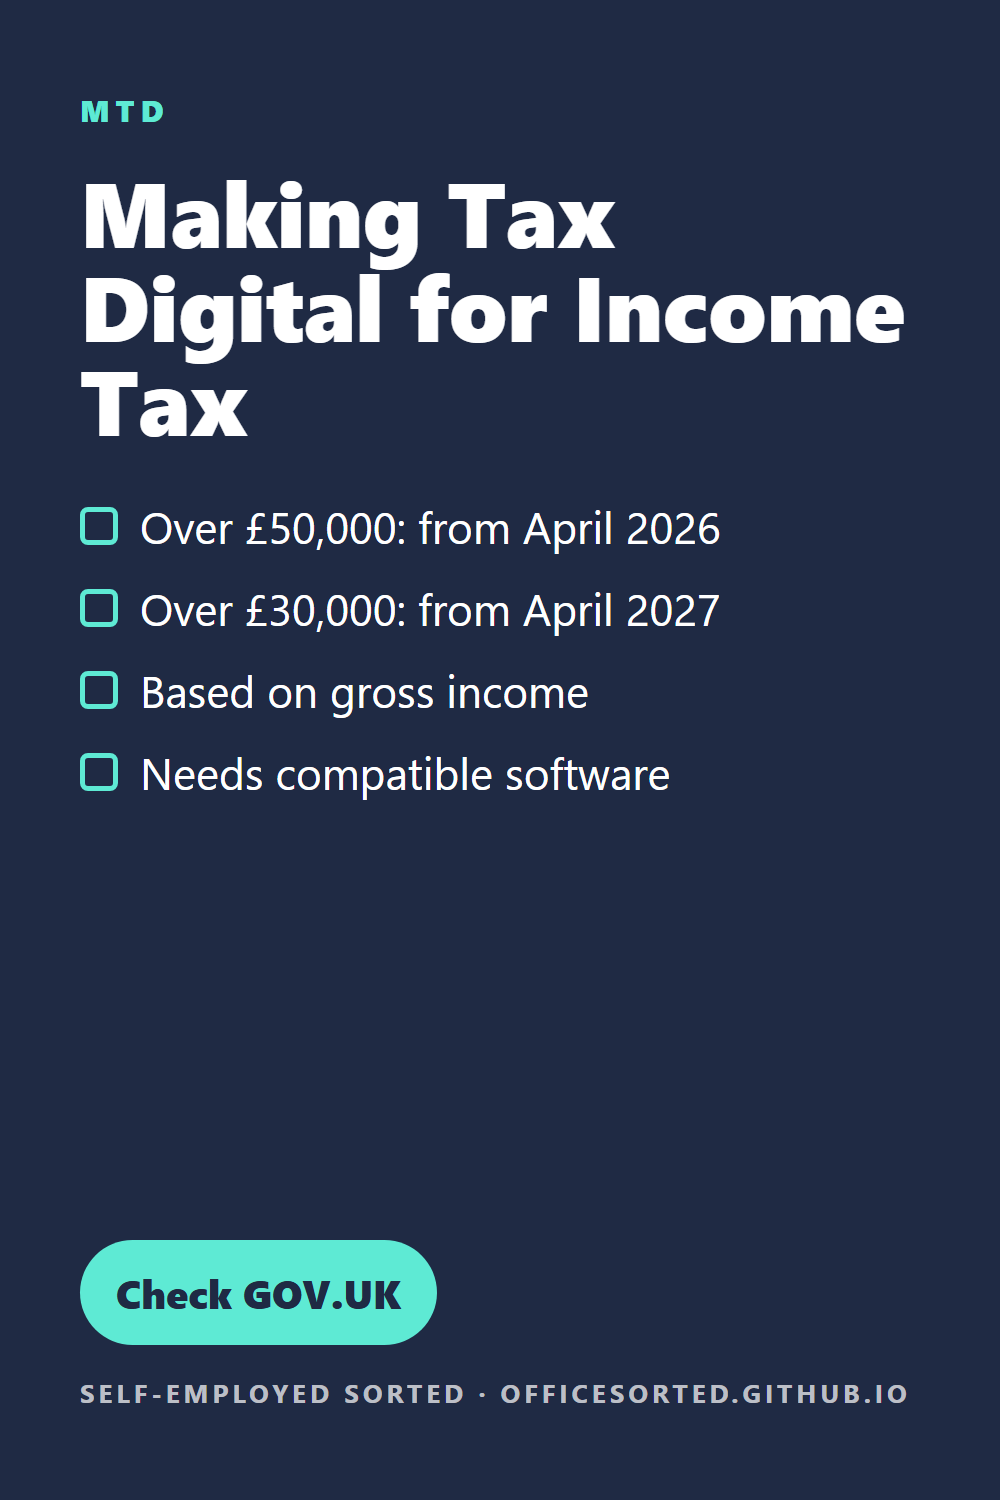 MTD
Making Tax
Digital for Income
Tax
Over £50,000: from April 2026
Over £30,000: from April 2027
Based on gross income
Needs compatible software
Check GOV.UK
SELF-EMPLOYED SORTED · OFFICESORTED.GITHUB.IO